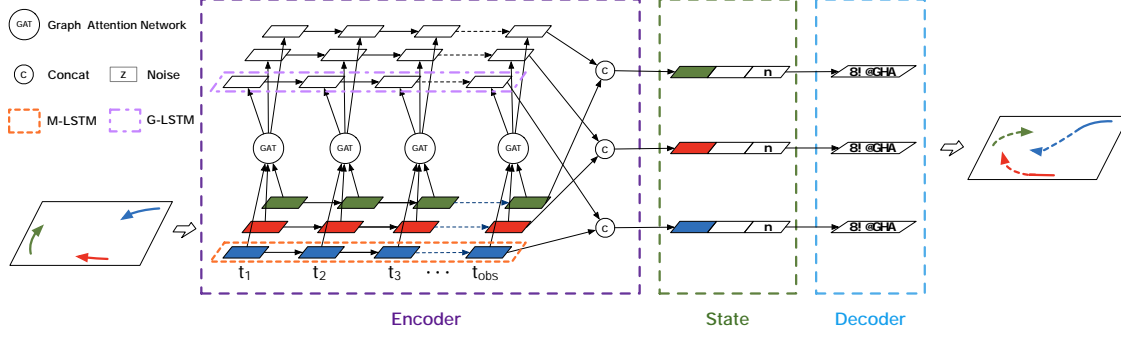 GAT Graph Attention Network
C Concat Z Noise
M-LSTM G-LSTM
GAT GAT GAT GAT
C
C
C
n 8! @GHA
n 8! @GHA
n 8! @GHA
t1 t2 t3 ··· tobs
Encoder State Decoder